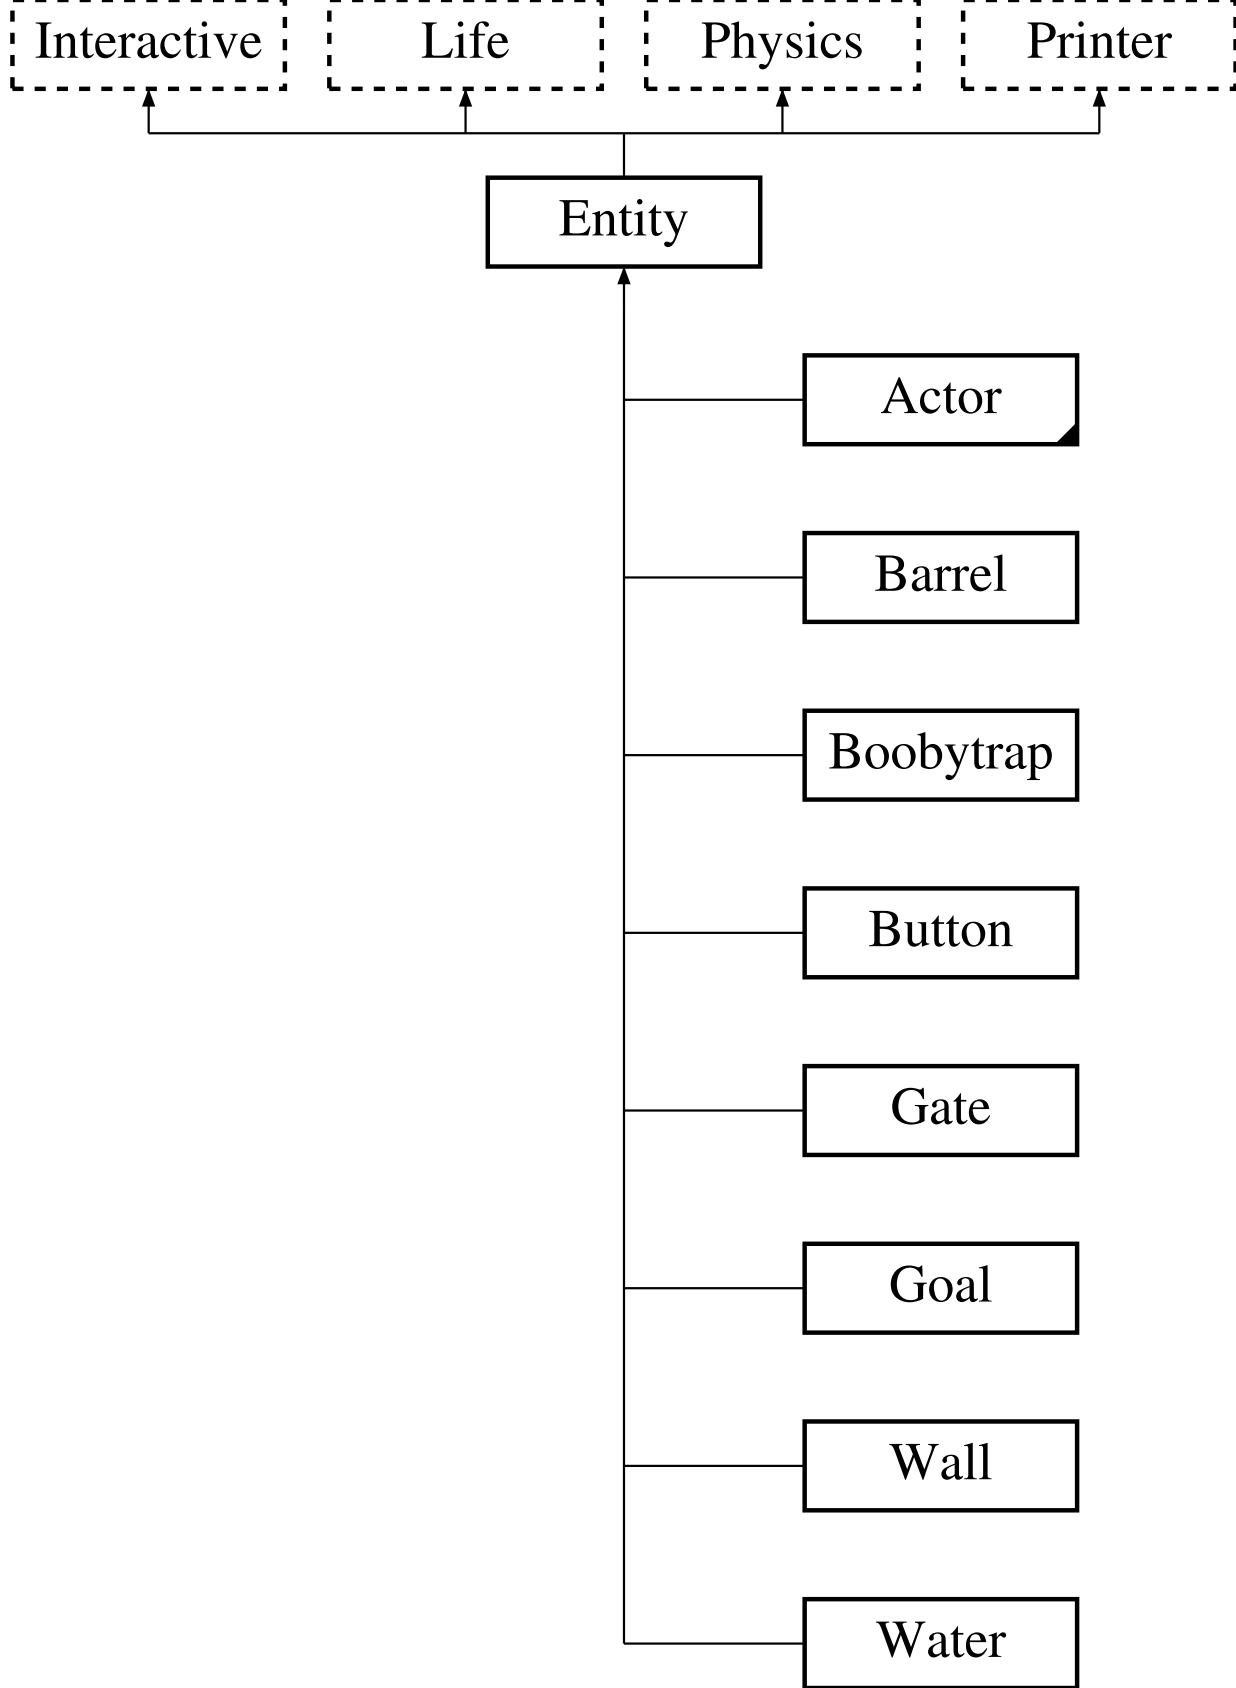 Interactive
Life
Physics
Printer
Entity
Actor
Barrel
Boobytrap
Button
Gate
Goal
Wall
Water